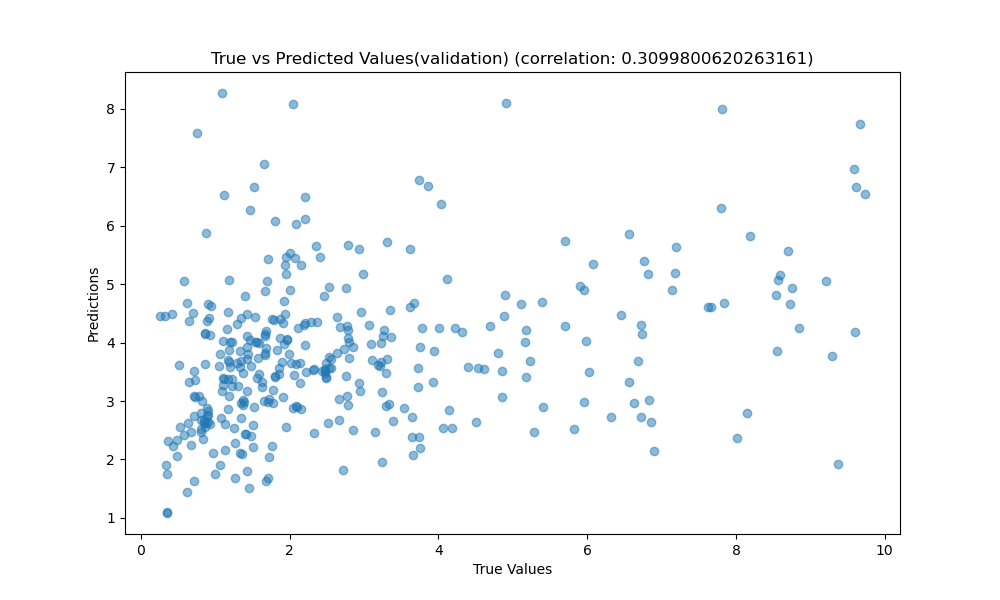 True vs Predicted Values(validation) (correlation: 0.3099800620263161)
8
7
6
5
4
3
2
1
Predictions
0 2 4 6 8 10
True Values